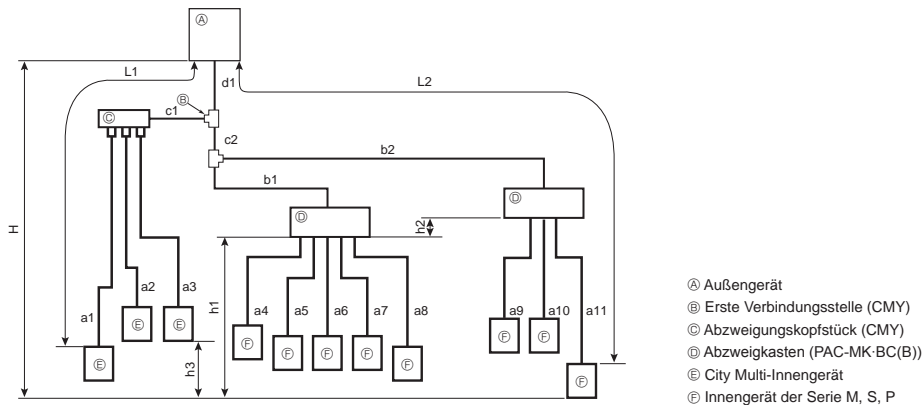 Ⓐ
L1
d1
L2
Ⓑ
c1
Ⓒ
c2
b2
b1
H
Ⓓ
Ⓓ
h2
h1
a1
a2
a3
a4
a5
a6
a7
a8
a9
a10
a11
Ⓔ
Ⓔ
Ⓔ
h3
Ⓕ
Ⓕ
Ⓕ
Ⓕ
Ⓕ
Ⓕ
Ⓕ
Ⓕ
Ⓐ Außengerät
Ⓑ Erste Verbindungsstelle (CMY)
Ⓒ Abzweigungskopfstück (CMY)
Ⓓ Abzweigkasten (PAC-MK·BC(B))
Ⓔ City Multi-Innengerät
Ⓕ Innengerät der Serie M, S, P